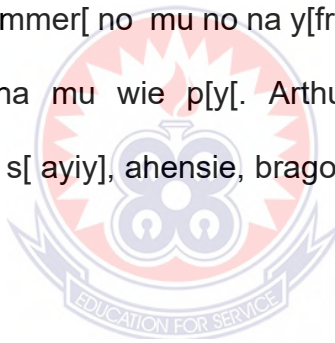 mmer[ no mu no na y[fr
na mu wie p[y[. Arthu
s[ ayiy], ahensie, brago
EDUCATION FOR SERVICE